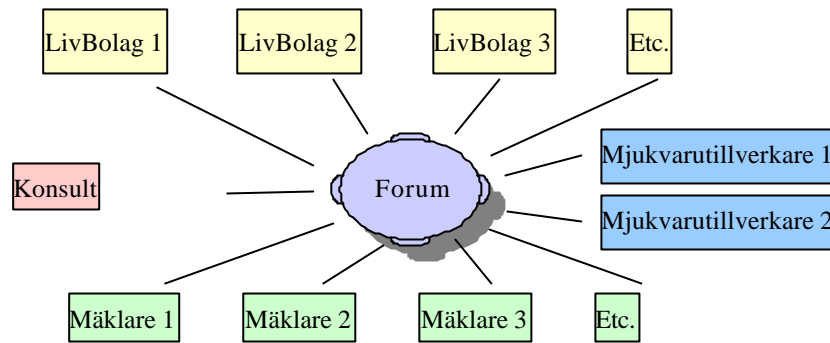 LivBolag 1
LivBolag 2
LivBolag 3
Etc.
Mjukvarutillverkare 1
Konsult
Forum
Mjukvarutillverkare 2
Mäklare 1
Mäklare 2
Mäklare 3
Etc.